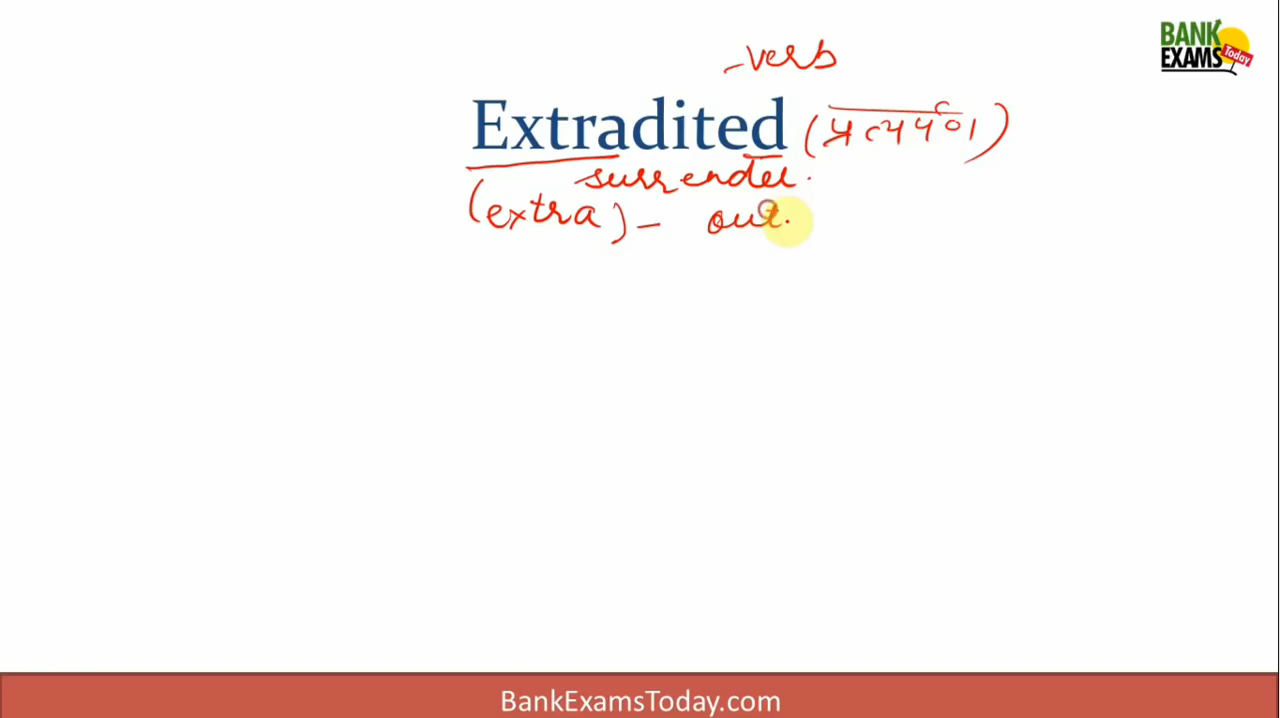 BANK
EXAMS Today
-verb
Extradited (प्रत्यर्पण)
surrender.
(extra) - out.
BankExamsToday.com